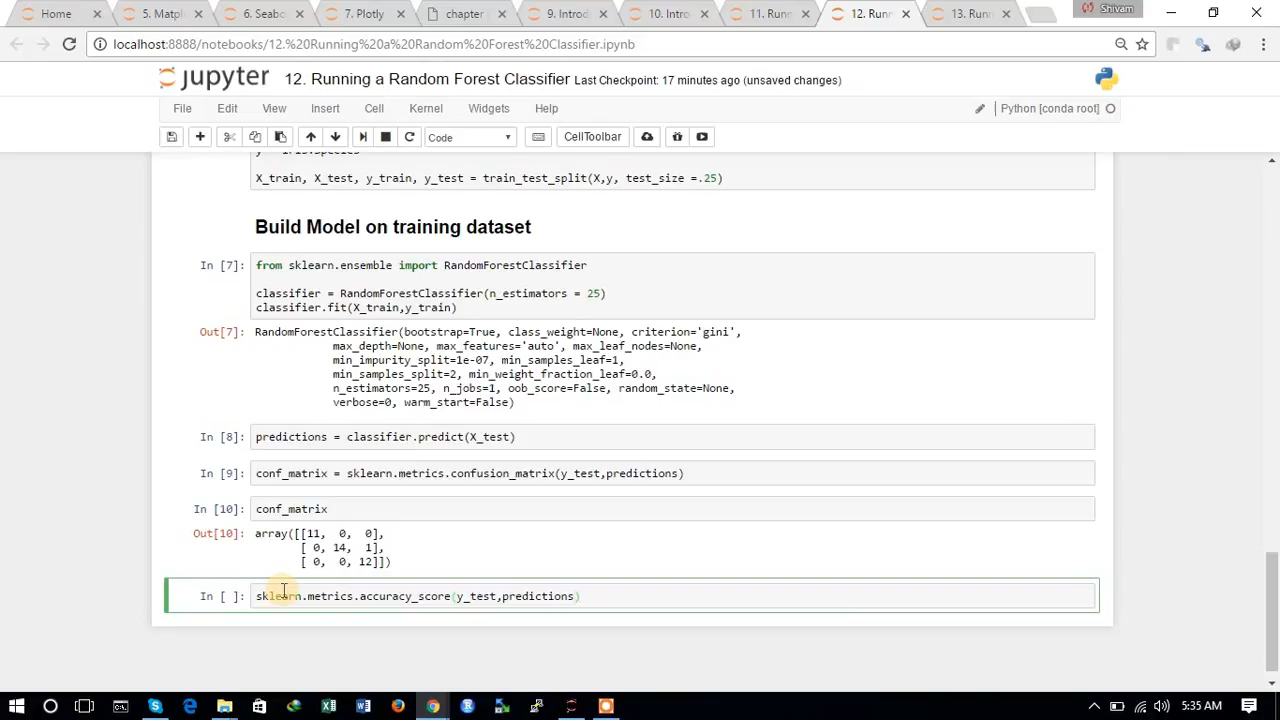 Home
5. Matpl
6. Seabo
7. Plotly
chapter
9. Introd
10. Intro
11. Runn
12. Runn
13. Runn
Shivam
localhost:8888/notebooks/12.%20Running%20a%20Random%20Forest%20Classifier.ipynb
jupyter 12. Running a Random Forest Classifier Last Checkpoint: 17 minutes ago (unsaved changes)
File Edit View Insert Cell Kernel Widgets Help Python [conda root]
Code CellToolbar
X_train, X_test, y_train, y_test = train_test_split(X,y, test_size =.25)
Build Model on training dataset
In [7]: from sklearn.ensemble import RandomForestClassifier
classifier = RandomForestClassifier(n_estimators = 25)
classifier.fit(X_train,y_train)
Out[7]: RandomForestClassifier(bootstrap=True, class_weight=None, criterion='gini',
max_depth=None, max_features='auto', max_leaf_nodes=None,
min_impurity_split=1e-07, min_samples_leaf=1,
min_samples_split=2, min_weight_fraction_leaf=0.0,
n_estimators=25, n_jobs=1, oob_score=False, random_state=None,
verbose=0, warm_start=False)
In [8]: predictions = classifier.predict(X_test)
In [9]: conf_matrix = sklearn.metrics.confusion_matrix(y_test,predictions)
In [10]: conf_matrix
Out[10]: array([[11, 0, 0],
[ 0, 14, 1],
[ 0, 0, 12]])
In [ ]: sklearn.metrics.accuracy_score(y_test,predictions)
5:35 AM